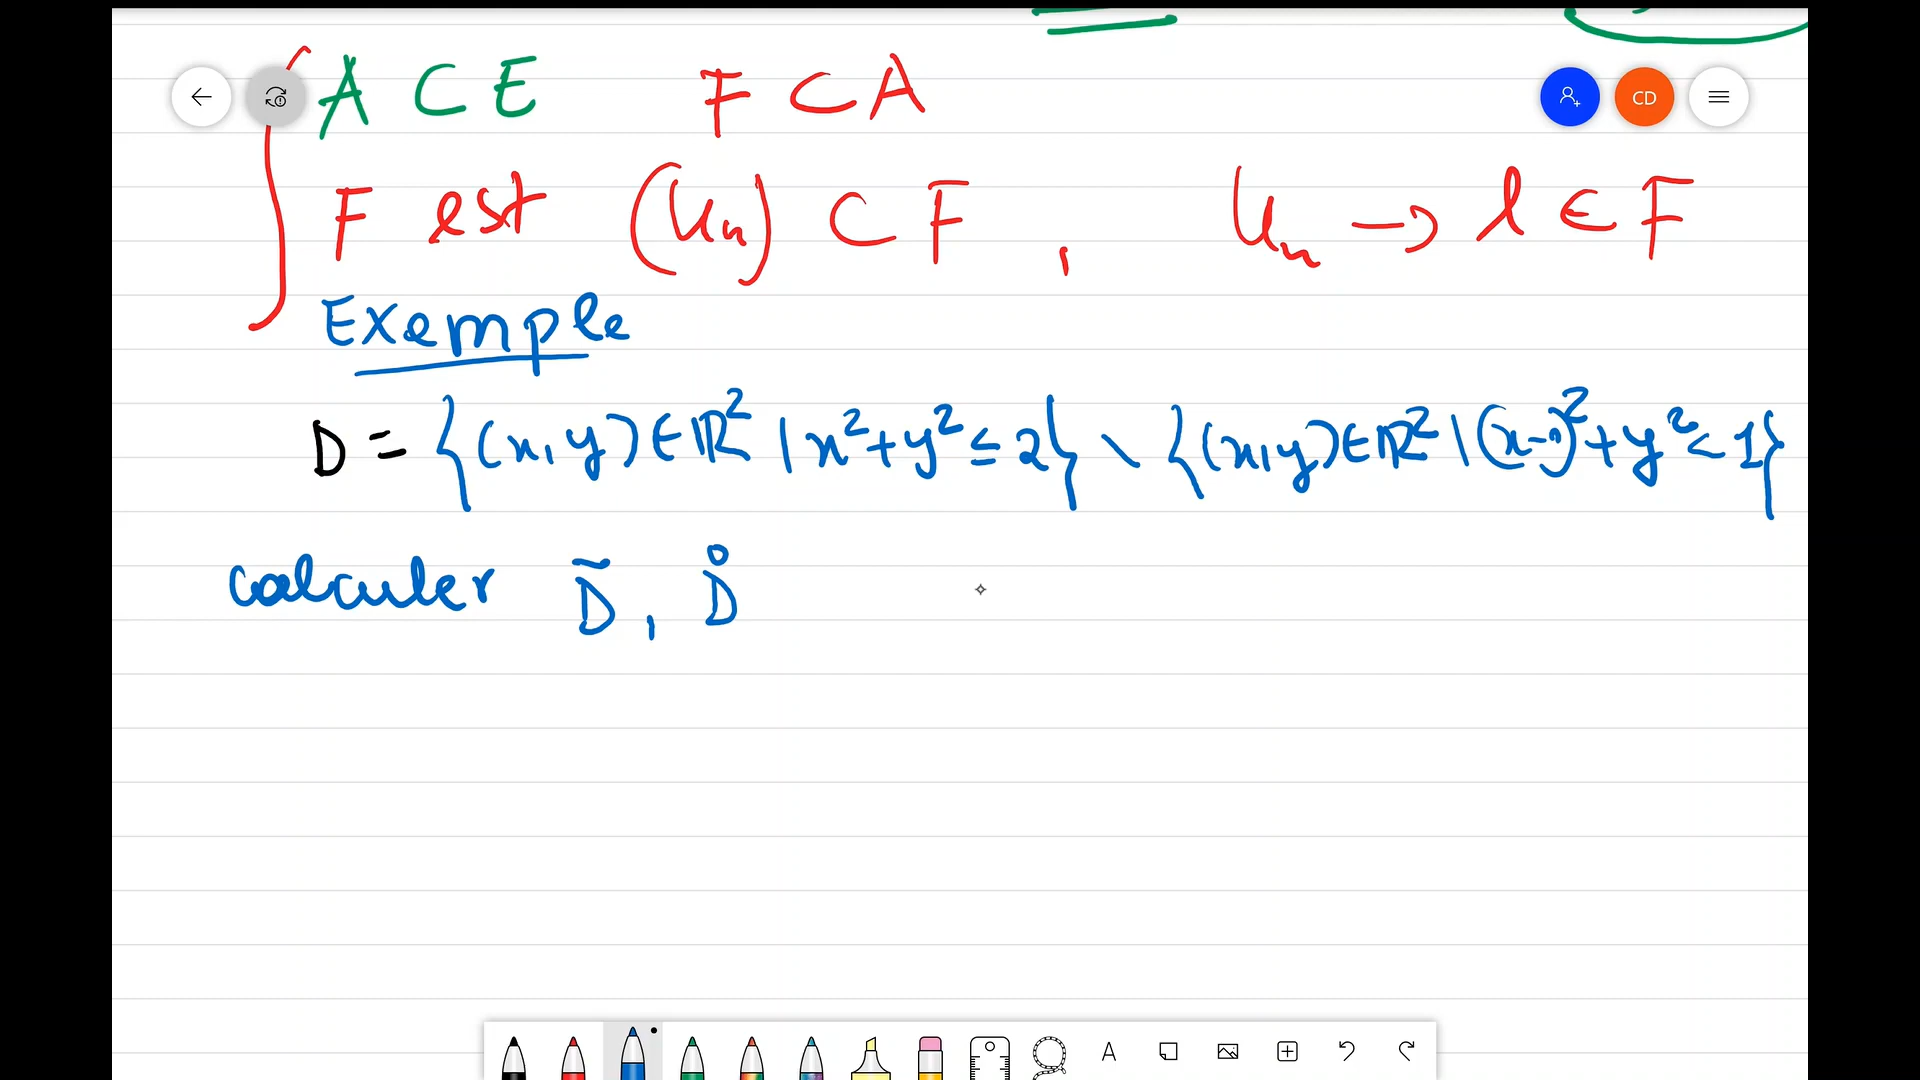 A ⊂ E F ⊂ A
F est (Un) ⊂ F , Un → l ∈ F
Exemple
D = {(x,y) ∈ ℝ² | x²+y² ≤ 2} \ {(x,y) ∈ ℝ² | (x-1)²+y² < 1}
calculer D̄ , D̊
CD
A